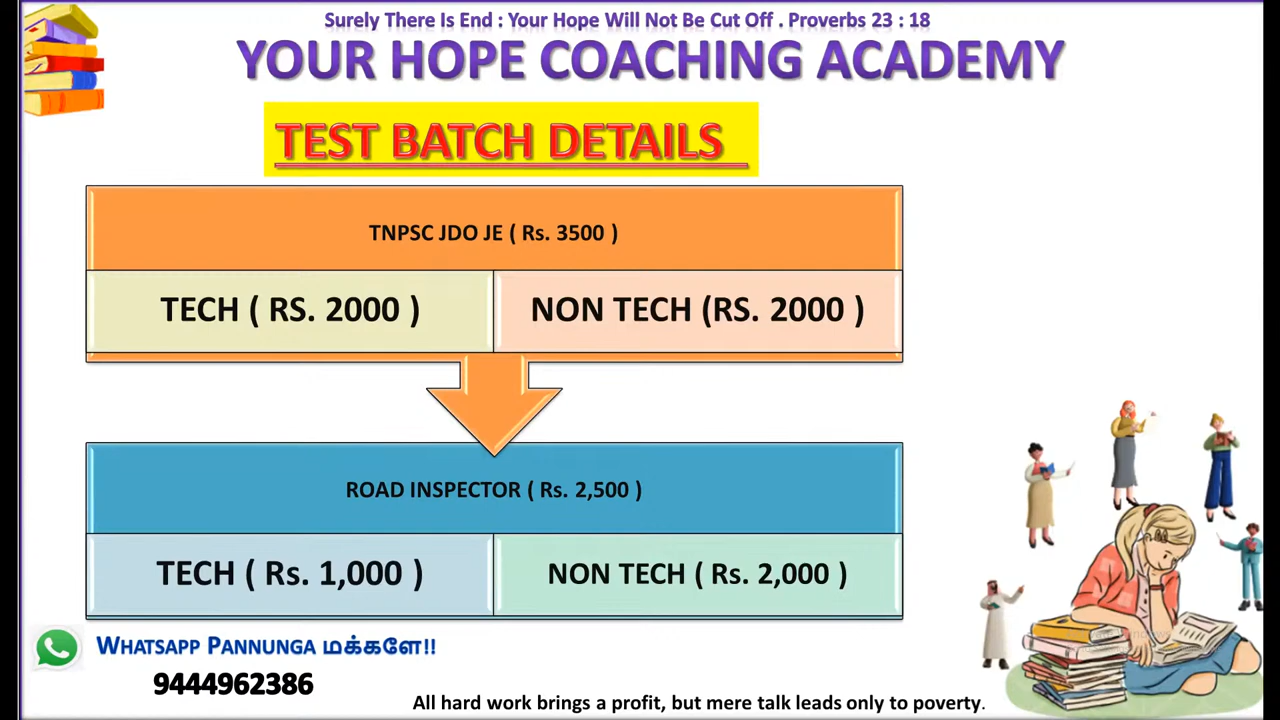 Surely There Is End : Your Hope Will Not Be Cut Off . Proverbs 23 : 18
YOUR HOPE COACHING ACADEMY
TEST BATCH DETAILS
TNPSC JDO JE ( Rs. 3500 )
TECH ( RS. 2000 )
NON TECH (RS. 2000 )
ROAD INSPECTOR ( Rs. 2,500 )
TECH ( Rs. 1,000 )
NON TECH ( Rs. 2,000 )
WHATSAPP PANNUNGA மக்களே!!
9444962386
All hard work brings a profit, but mere talk leads only to poverty.